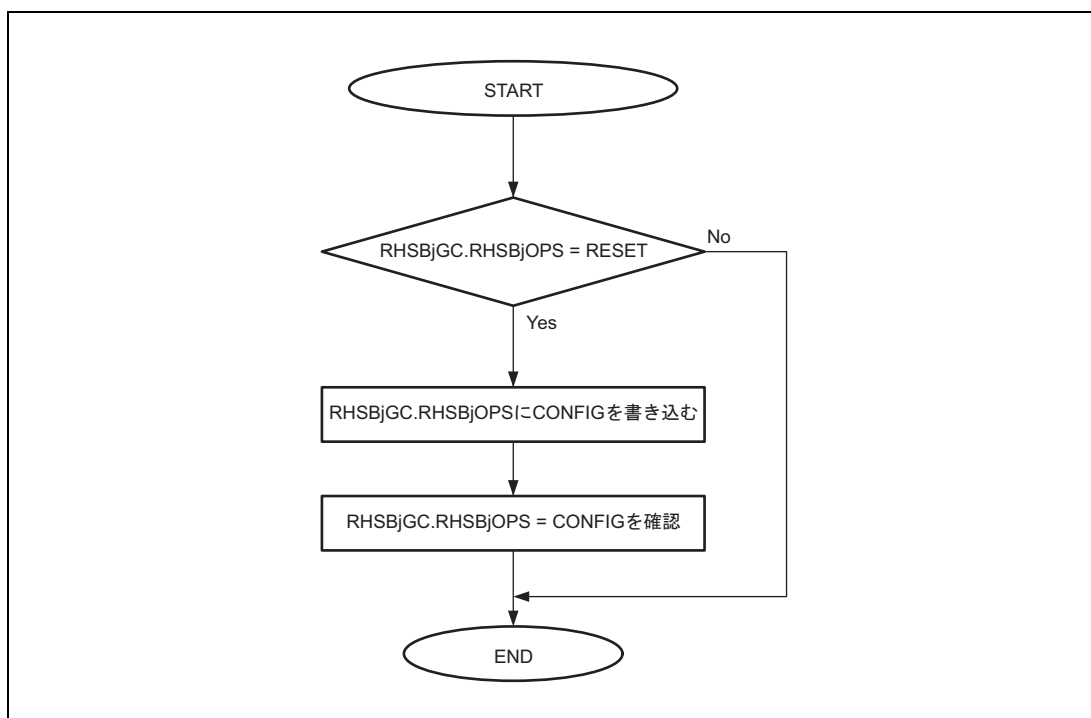 START
RHSBjGC.RHSBjOPS = RESET
No
Yes
RHSBjGC.RHSBjOPSにCONFIGを書き込む
RHSBjGC.RHSBjOPS = CONFIGを確認
END